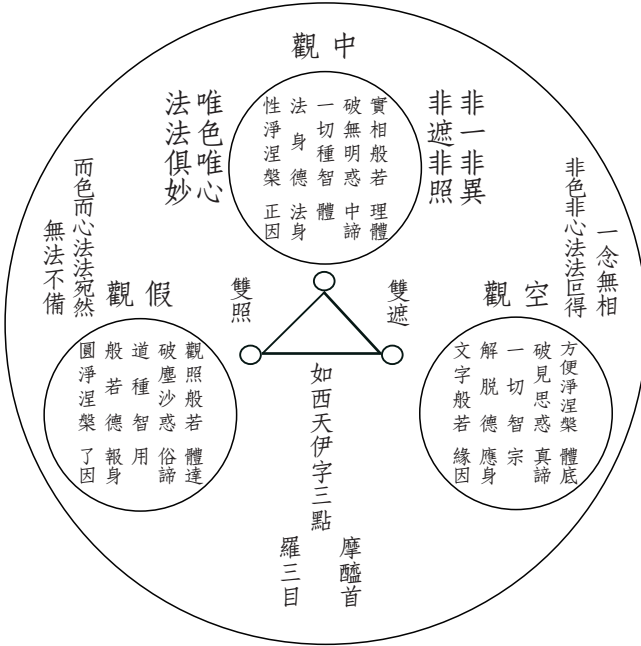 中觀
非一非異
非遮非照
實相般若 理體
破無明惑 中諦
一切種智 體
法身德 法身
性淨涅槃 正因
唯色唯心
法法俱妙
一念無相
非色非心法法叵得
空觀
方便淨涅槃 體底
破見思惑 真諦
一切智 宗
解脱德 應身
文字般若 緣因
雙遮
雙照
如西天伊字三點
摩醯首
羅三目
而色而心法法宛然
無法不備
假觀
觀照般若 體達
破塵沙惑 俗諦
道種智 用
般若德 報身
圓淨涅槃 了因